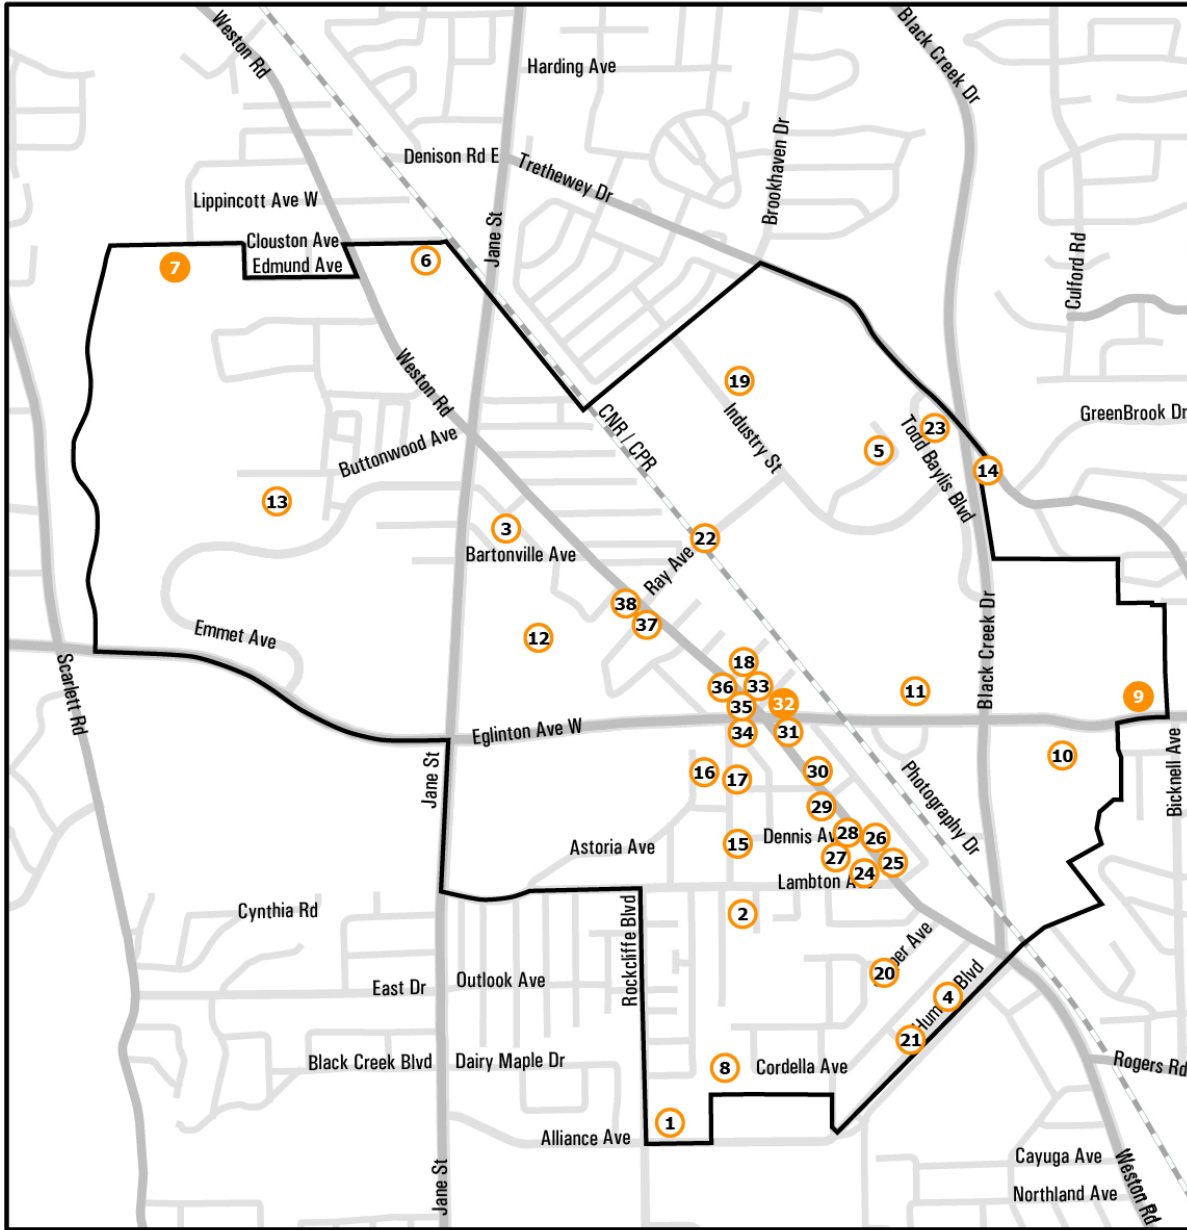 Weston Rd
Black Creek Dr
Harding Ave
Denison Rd E
Trethewey Dr
Brookhaven Dr
Lippincott Ave W
Jane St
Clouston Ave
Edmund Ave
Culford Rd
7
6
Weston Rd
19
Industry St
CNR / CPR
GreenBrook Dr
23
5
Todd Baylis Blvd
14
Buttonwood Ave
13
3
Bartonville Ave
22
Ray Ave
38
37
12
Emmet Ave
Scarlett Rd
18
36
33
35
32
11
Black Creek Dr
9
Eglinton Ave W
34
31
10
Jane St
16
17
30
Photography Dr
Bicknell Ave
29
Astoria Ave
15
Dennis
28
26
27
25
Lambton
24
Cynthia Rd
2
Rockcliffe Blvd
Ave
20
East Dr
Outlook Ave
4
Blvd
21
Black Creek Blvd
Dairy Maple Dr
8
Cordella Ave
Rogers Rd
1
Alliance Ave
Jane St
Cayuga Ave
Northland Ave
Weston Rd